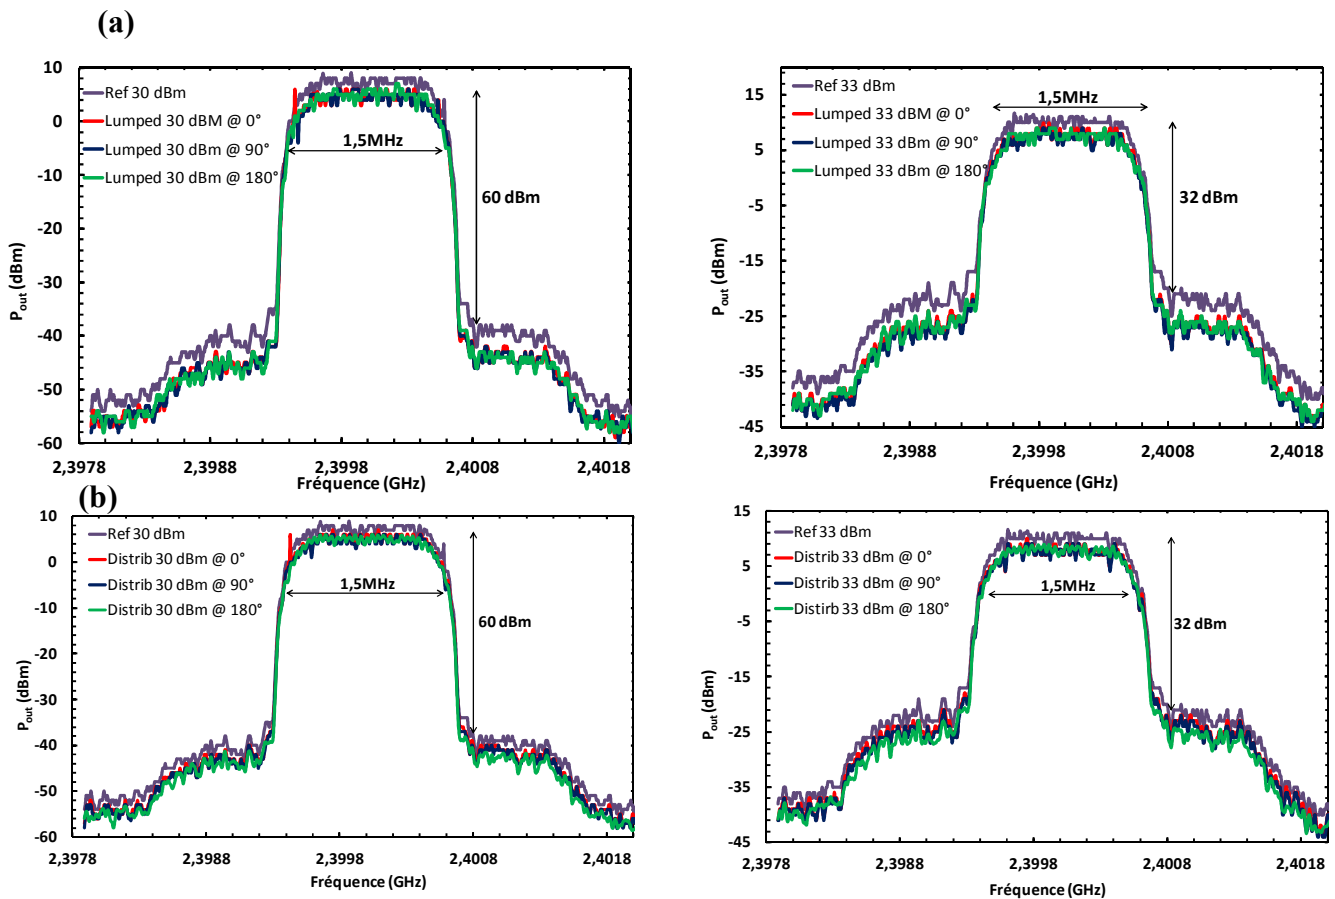 (a)
10
0
-10
-20
-30
-40
-50
-60
P_out (dBm)
Ref 30 dBm
Lumped 30 dBM @ 0°
Lumped 30 dBm @ 90°
Lumped 30 dBm @ 180°
1,5MHz
60 dBm
2,3978
2,3988
2,3998
2,4008
2,4018
Fréquence (GHz)
15
5
-5
-15
-25
-35
-45
P_out (dBm)
Ref 33 dBm
Lumped 33 dBm @ 0°
Lumped 33 dBm @ 90°
Lumped 33 dBm @ 180°
1,5MHz
32 dBm
2,3978
2,3988
2,3998
2,4008
2,4018
Fréquence (GHz)
(b)
10
0
-10
-20
-30
-40
-50
-60
P_out (dBm)
Ref 30 dBm
Distrib 30 dBm @ 0°
Distrib 30 dBm @ 90°
Distrib 30 dBm @ 180°
1,5MHz
60 dBm
2,3978
2,3988
2,3998
2,4008
2,4018
Fréquence (GHz)
15
5
-5
-15
-25
-35
-45
P_out (dBm)
Ref 33 dBm
Distrib 33 dBm @ 0°
Distrib 33 dBm @ 90°
Distirb 33 dBm @ 180°
1,5MHz
32 dBm
2,3978
2,3988
2,3998
2,4008
2,4018
Fréquence (GHz)